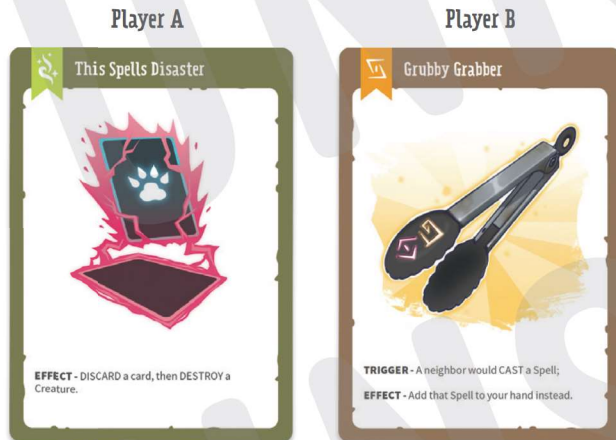 Player A
Player B
This Spells Disaster
Grubby Grabber
EFFECT - DISCARD a card, then DESTROY a
Creature.
TRIGGER - A neighbor would CAST a Spell;
EFFECT - Add that Spell to your hand instead.